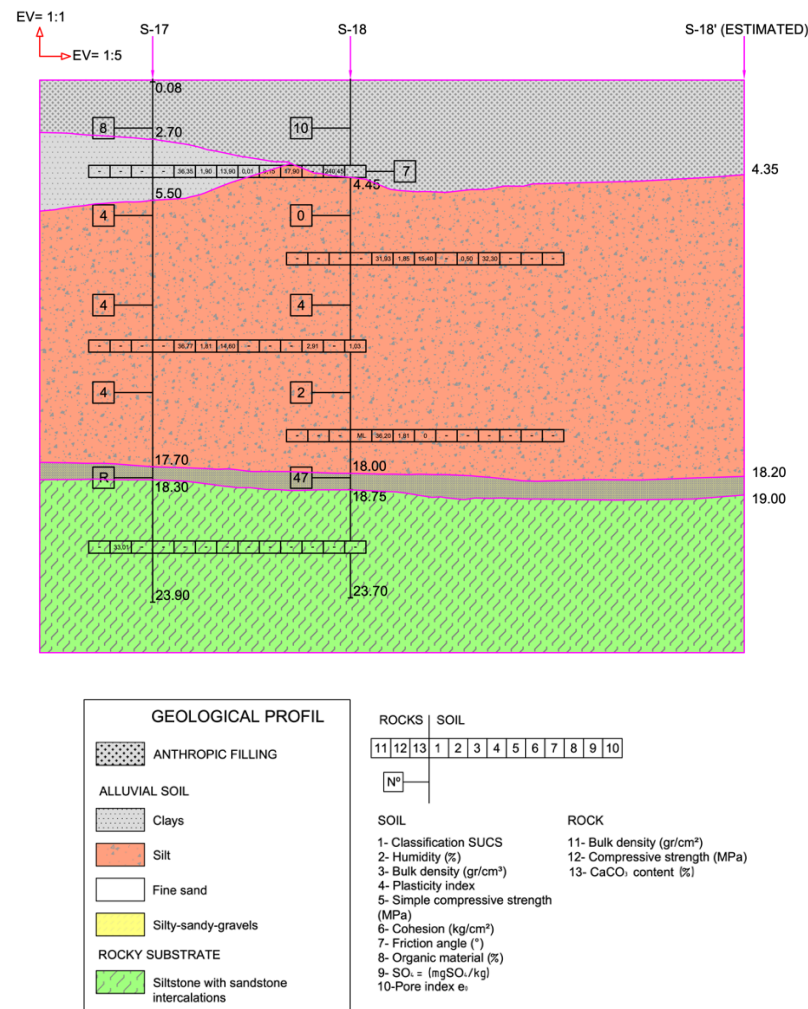 EV= 1:1
S-17
S-18
S-18' (ESTIMATED)
EV= 1:5
0.08
8
10
2.70
- - - - 36,35 1,90 13,90 0,01 0,15 17,90 - 240,45 -
7
4.45
4.35
5.50
4
0
- - - - 31,93 1,85 15,40 - 0,50 32,30 - - -
4
4
- - - - 36,77 1,81 14,60 - - - 2,91 - 1,03
4
2
- - - ML 36,20 1,81 0 - - - - - -
17.70
18.00
18.20
R
47
18.30
18.75
19.00
- 33,01 - - - - - - - - - - -
23.90
23.70
GEOLOGICAL PROFIL
ANTHROPIC FILLING
ALLUVIAL SOIL
Clays
Silt
Fine sand
Silty-sandy-gravels
ROCKY SUBSTRATE
Siltstone with sandstone
intercalations
ROCKS SOIL
11 12 13 1 2 3 4 5 6 7 8 9 10
Nº
SOIL
1- Classification SUCS
2- Humidity (%)
3- Bulk density (gr/cm³)
4- Plasticity index
5- Simple compressive strength
(MPa)
6- Cohesion (kg/cm²)
7- Friction angle (°)
8- Organic material (%)
9- SO₄ = (mgSO₄/kg)
10-Pore index e₀
ROCK
11- Bulk density (gr/cm²)
12- Compressive strength (MPa)
13- CaCO₃ content (%)